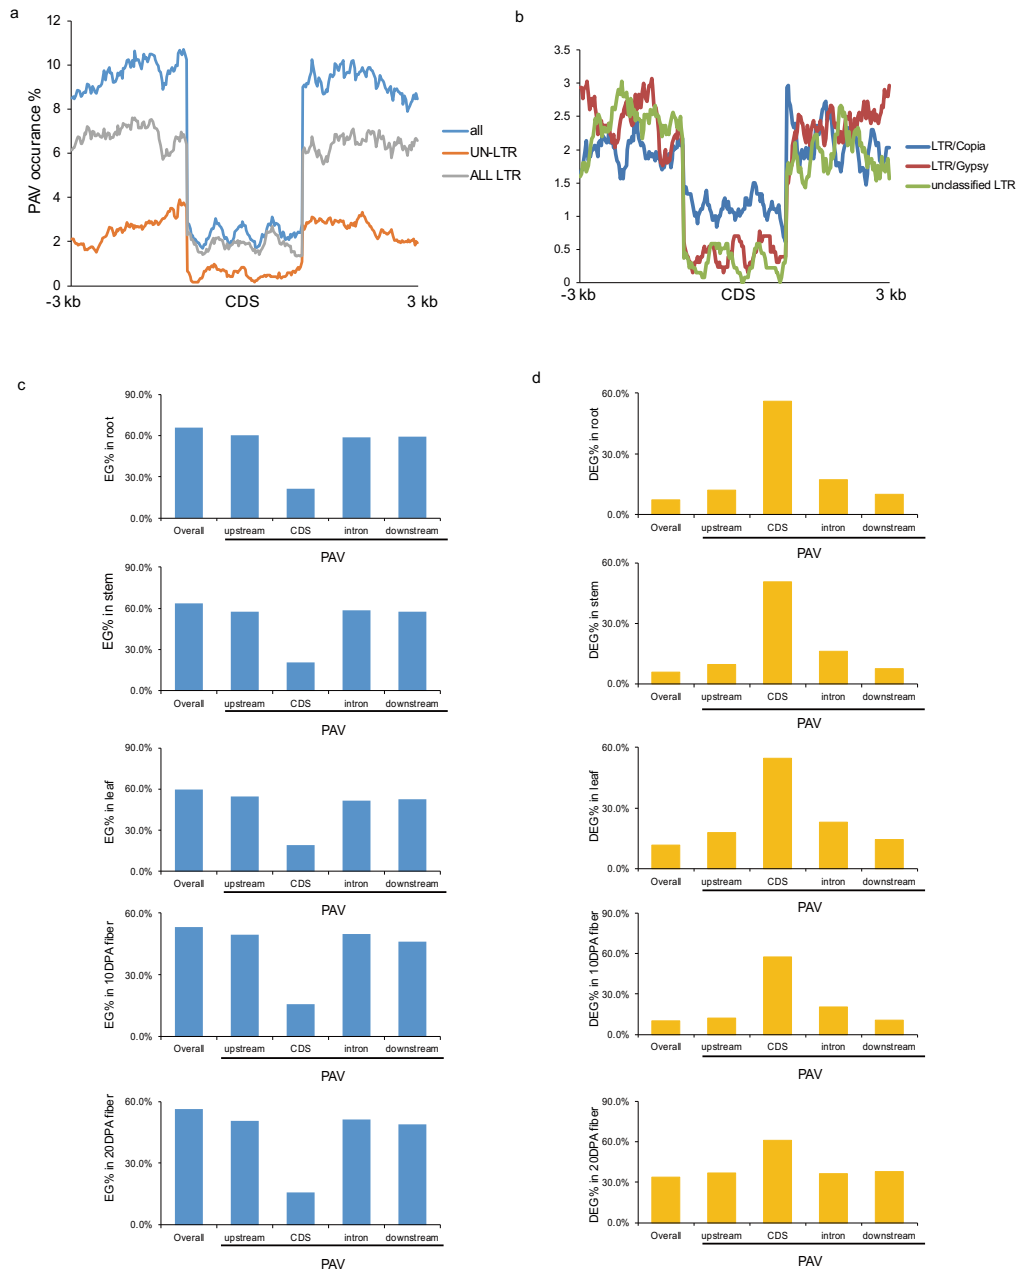 a
PAV occurance %
12
10
8
6
4
2
0
-3 kb
CDS
3 kb
all
UN-LTR
ALL LTR
b
3.5
3
2.5
2
1.5
1
0.5
0
-3 kb
CDS
3 kb
LTR/Copia
LTR/Gypsy
unclassified LTR
c
EG% in root
90.0%
60.0%
30.0%
0.0%
Overall upstream CDS intron downstream
PAV
EG% in stem
90.0%
60.0%
30.0%
0.0%
Overall upstream CDS intron downstream
PAV
EG% in leaf
90.0%
60.0%
30.0%
0.0%
Overall upstream CDS intron downstream
PAV
EG% in 10DPA fiber
60.0%
30.0%
0.0%
Overall upstream CDS intron downstream
PAV
EG% in 20DPA fiber
60.0%
30.0%
0.0%
Overall upstream CDS intron downstream
PAV
d
DEG% in root
60.0%
30.0%
0.0%
Overall upstream CDS intron downstream
PAV
DEG% in stem
60.0%
30.0%
0.0%
Overall upstream CDS intron downstream
PAV
DEG% in leaf
60.0%
30.0%
0.0%
Overall upstream CDS intron downstream
PAV
DEG% in 10DPA fiber
90.0%
60.0%
30.0%
0.0%
Overall upstream CDS intron downstream
PAV
DEG% in 20DPA fiber
90.0%
60.0%
30.0%
0.0%
Overall upstream CDS intron downstream
PAV